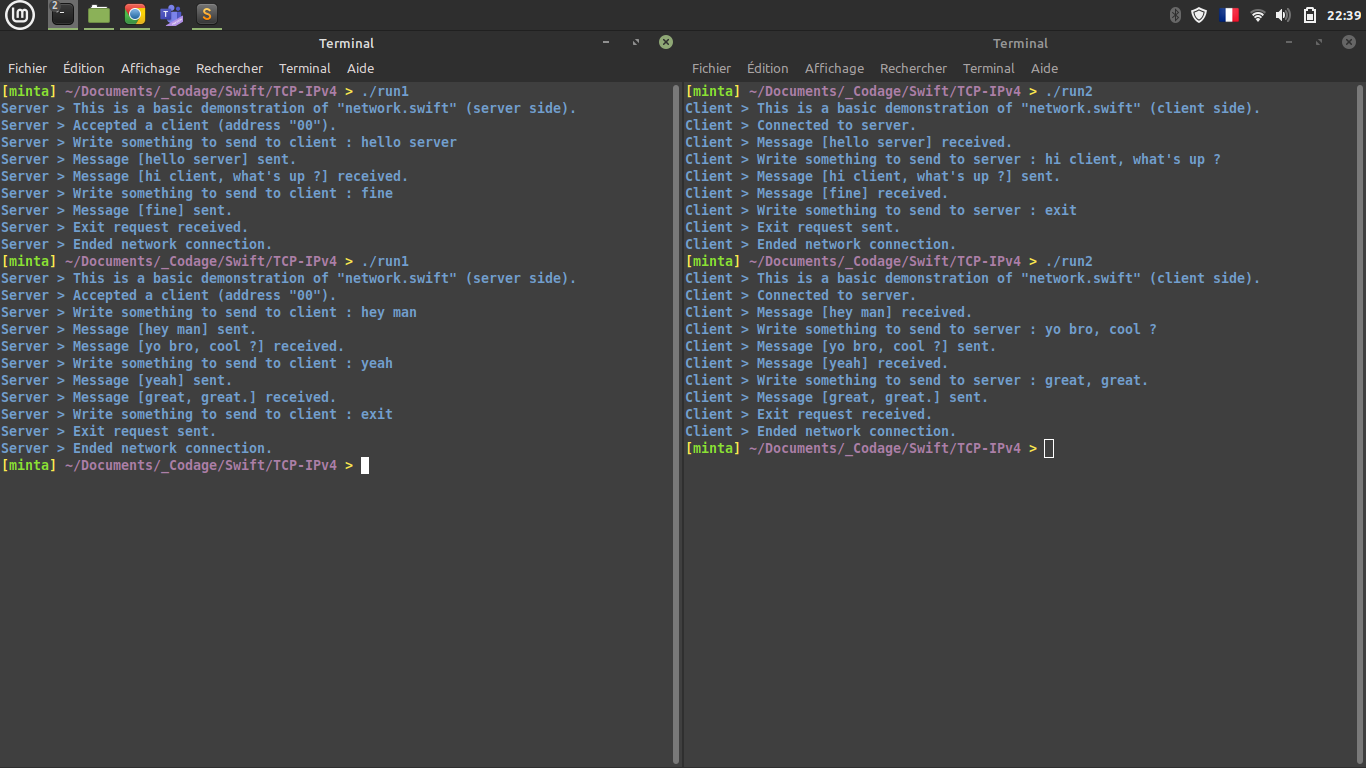 2
S
22:39
Terminal
Fichier Édition Affichage Rechercher Terminal Aide
[minta] ~/Documents/_Codage/Swift/TCP-IPv4 > ./run1
Server > This is a basic demonstration of "network.swift" (server side).
Server > Accepted a client (address "00").
Server > Write something to send to client : hello server
Server > Message [hello server] sent.
Server > Message [hi client, what's up ?] received.
Server > Write something to send to client : fine
Server > Message [fine] sent.
Server > Exit request received.
Server > Ended network connection.
[minta] ~/Documents/_Codage/Swift/TCP-IPv4 > ./run1
Server > This is a basic demonstration of "network.swift" (server side).
Server > Accepted a client (address "00").
Server > Write something to send to client : hey man
Server > Message [hey man] sent.
Server > Message [yo bro, cool ?] received.
Server > Write something to send to client : yeah
Server > Message [yeah] sent.
Server > Message [great, great.] received.
Server > Write something to send to client : exit
Server > Exit request sent.
Server > Ended network connection.
[minta] ~/Documents/_Codage/Swift/TCP-IPv4 >
Terminal
Fichier Édition Affichage Rechercher Terminal Aide
[minta] ~/Documents/_Codage/Swift/TCP-IPv4 > ./run2
Client > This is a basic demonstration of "network.swift" (client side).
Client > Connected to server.
Client > Message [hello server] received.
Client > Write something to send to server : hi client, what's up ?
Client > Message [hi client, what's up ?] sent.
Client > Message [fine] received.
Client > Write something to send to server : exit
Client > Exit request sent.
Client > Ended network connection.
[minta] ~/Documents/_Codage/Swift/TCP-IPv4 > ./run2
Client > This is a basic demonstration of "network.swift" (client side).
Client > Connected to server.
Client > Message [hey man] received.
Client > Write something to send to server : yo bro, cool ?
Client > Message [yo bro, cool ?] sent.
Client > Message [yeah] received.
Client > Write something to send to server : great, great.
Client > Message [great, great.] sent.
Client > Exit request received.
Client > Ended network connection.
[minta] ~/Documents/_Codage/Swift/TCP-IPv4 >